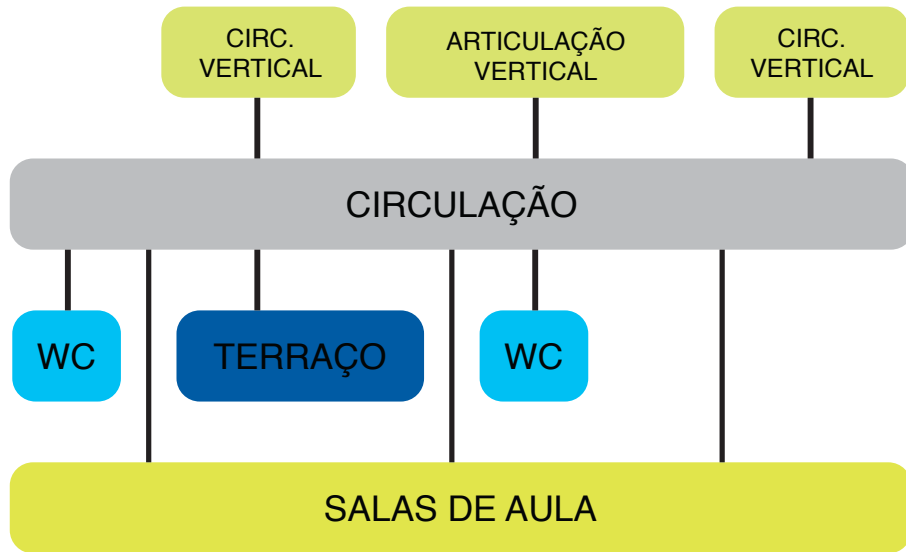 CIRC.
VERTICAL
ARTICULAÇÃO
VERTICAL
CIRC.
VERTICAL
CIRCULAÇÃO
WC
TERRAÇO
WC
SALAS DE AULA